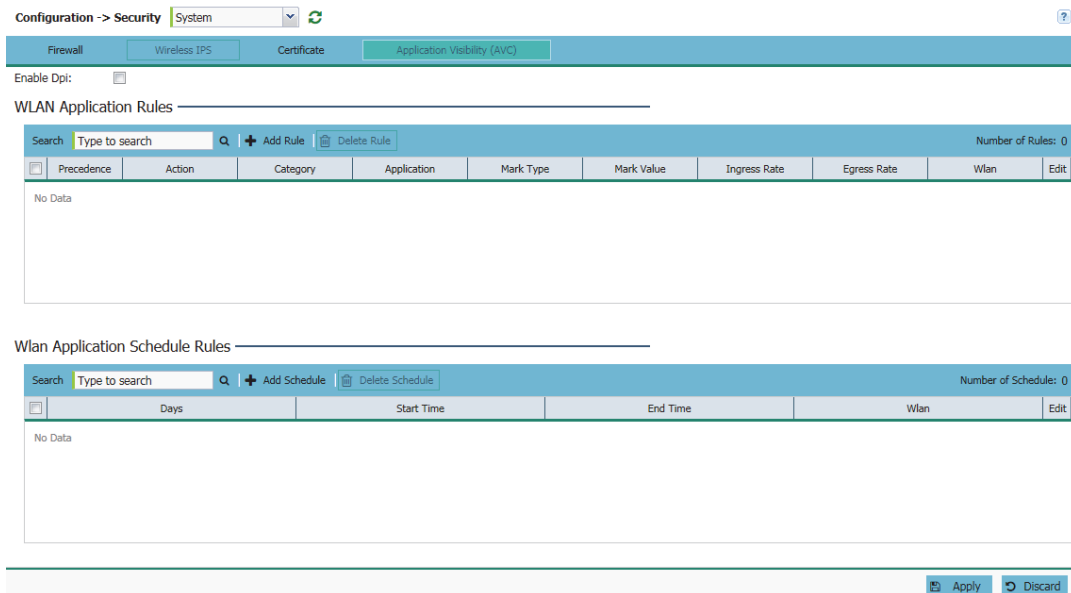 Configuration -> Security System
?
Firewall Wireless IPS Certificate Application Visibility (AVC)
Enable Dpi:
WLAN Application Rules
Search Type to search Add Rule Delete Rule Number of Rules: 0
Precedence Action Category Application Mark Type Mark Value Ingress Rate Egress Rate Wlan Edit
No Data
Wlan Application Schedule Rules
Search Type to search Add Schedule Delete Schedule Number of Schedule: 0
Days Start Time End Time Wlan Edit
No Data
Apply Discard